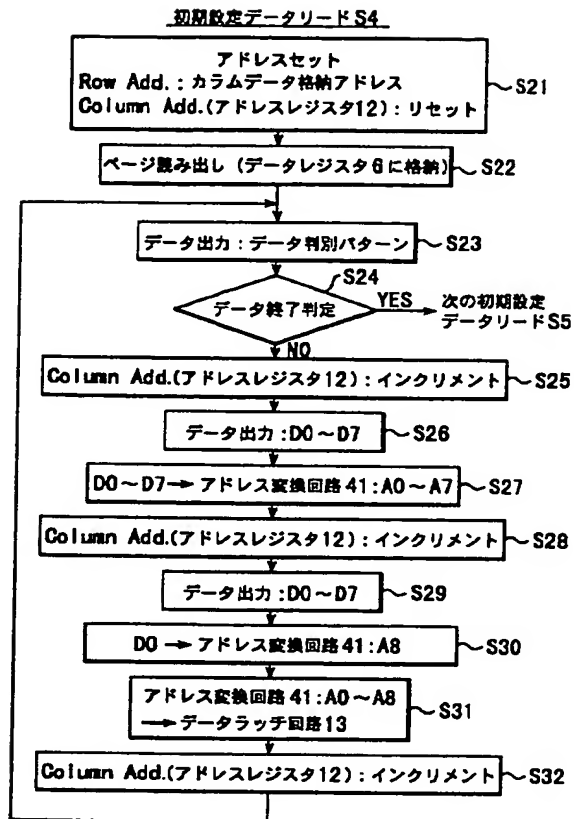 初期設定データリード S4
アドレスセット
Row Add.:カラムデータ格納アドレス
Column Add.(アドレスレジスタ12):リセット
S21
ページ読み出し (データレジスタ6に格納)
S22
データ出力:データ判別パターン
S23
S24
データ終了判定
YES
次の初期設定
データリードS5
NO
Column Add.(アドレスレジスタ12):インクリメント
S25
データ出力:D0~D7
S26
D0~D7→アドレス変換回路41:A0~A7
S27
Column Add.(アドレスレジスタ12):インクリメント
S28
データ出力:D0~D7
S29
D0→アドレス変換回路41:A8
S30
アドレス変換回路41:A0~A8
→データラッチ回路13
S31
Column Add.(アドレスレジスタ12):インクリメント
S32